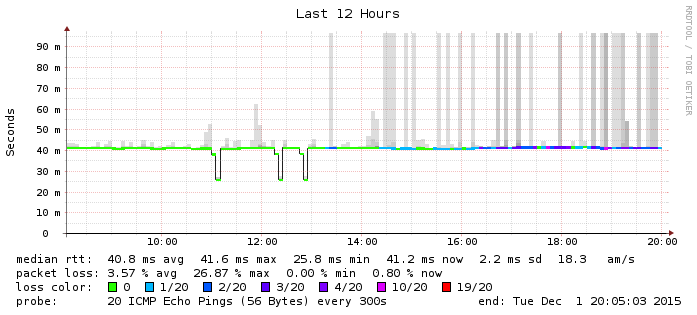 Last 12 Hours
RRDTOOL / TOBI OETIKER
Seconds
90 m
80 m
70 m
60 m
50 m
40 m
30 m
20 m
10 m
0
10:00 12:00 14:00 16:00 18:00 20:00
median rtt: 40.8 ms avg 41.6 ms max 25.8 ms min 41.2 ms now 2.2 ms sd 18.3 am/s
packet loss: 3.57 % avg 26.87 % max 0.00 % min 0.80 % now
loss color: 0 1/20 2/20 3/20 4/20 10/20 19/20
probe: 20 ICMP Echo Pings (56 Bytes) every 300s end: Tue Dec 1 20:05:03 2015